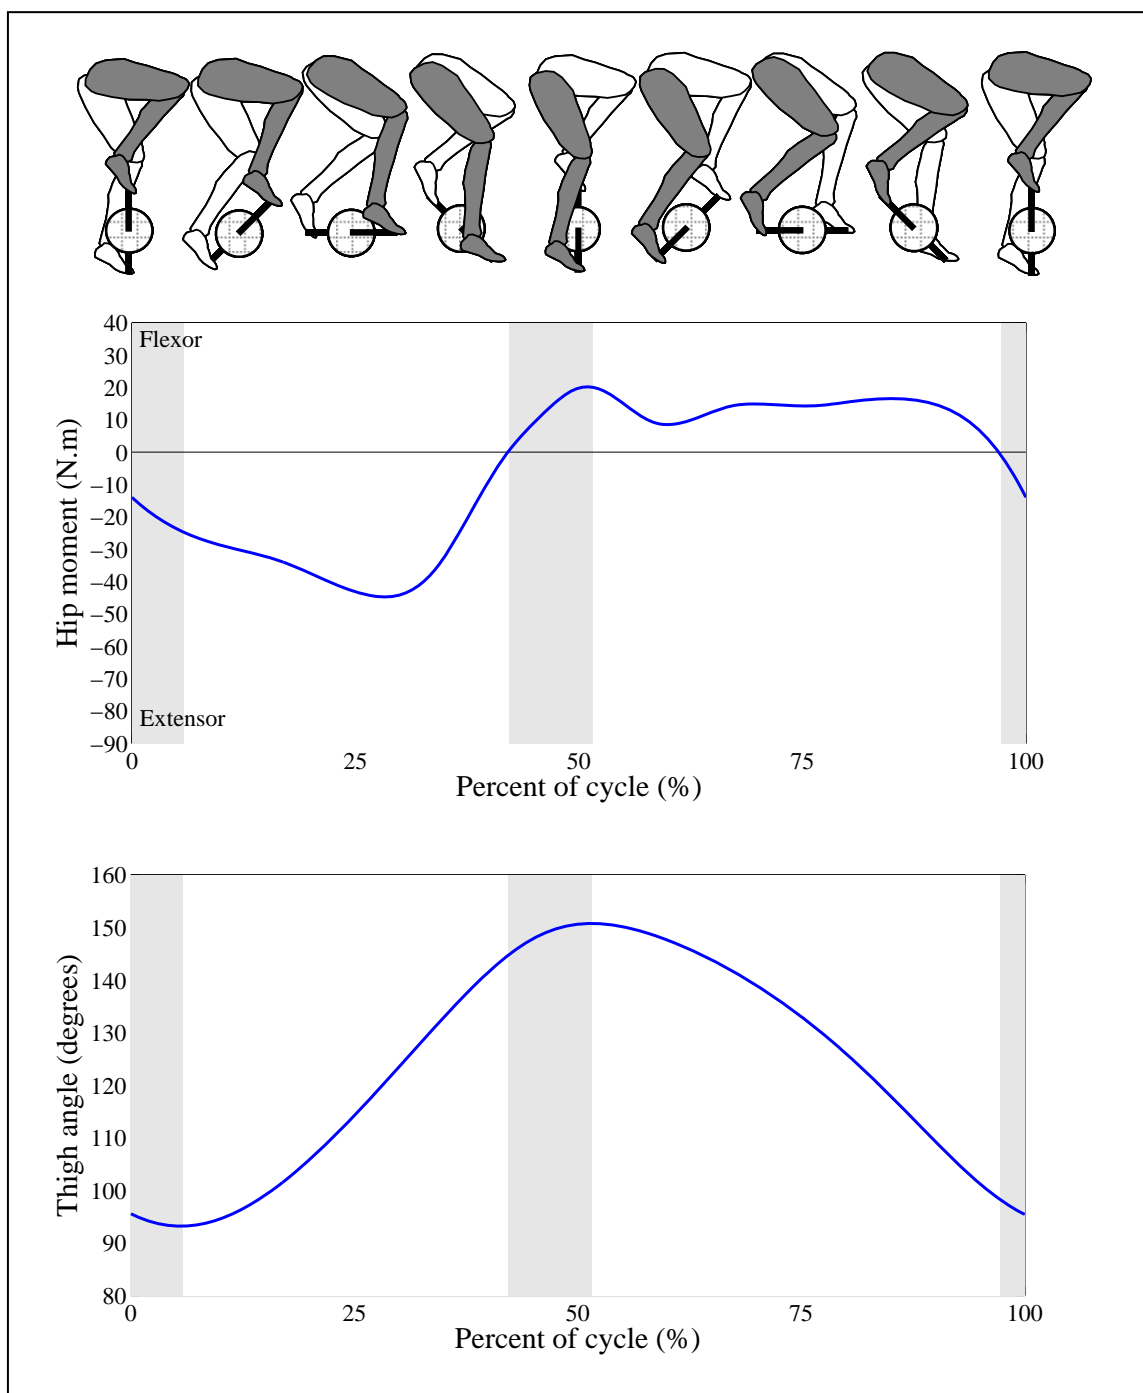 40
Flexor
30
20
10
0
−10
−20
−30
−40
−50
−60
−70
−80
Extensor
−90
Hip moment (N.m)
0 25 50 75 100
Percent of cycle (%)
160
150
140
130
120
110
100
90
80
Thigh angle (degrees)
0 25 50 75 100
Percent of cycle (%)